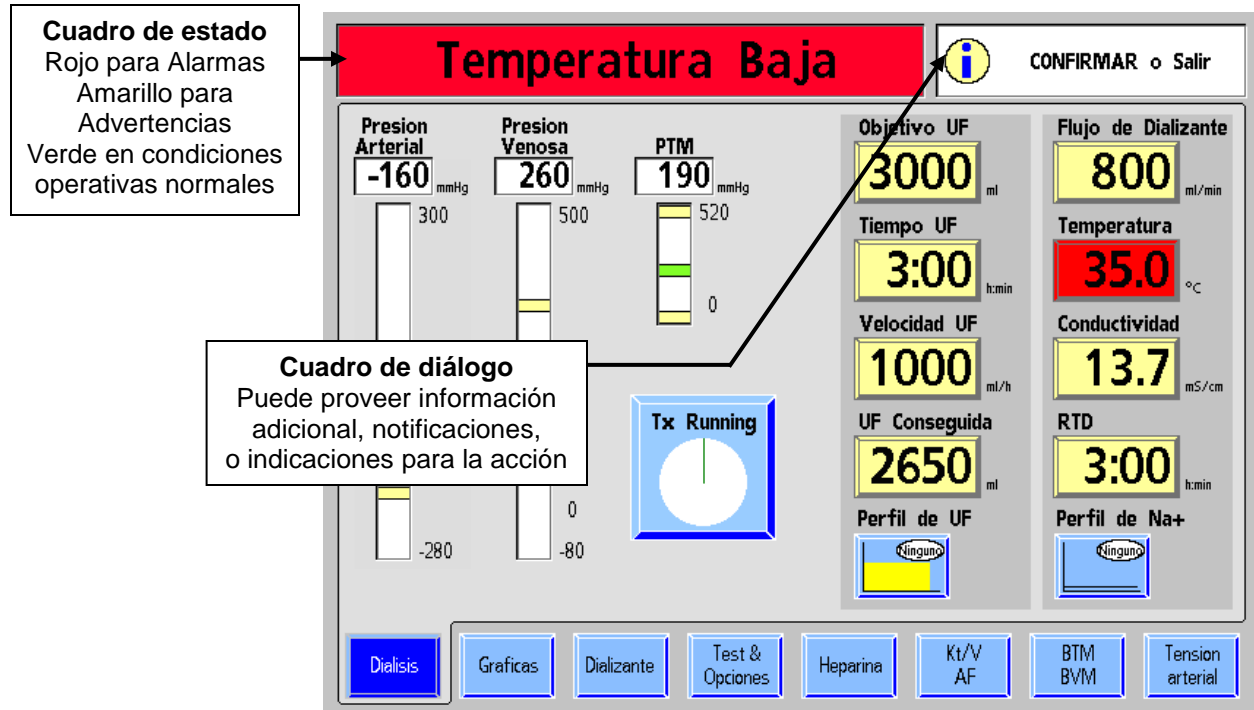 Cuadro de estado
Rojo para Alarmas
Amarillo para
Advertencias
Verde en condiciones
operativas normales
Temperatura Baja
i
CONFIRMAR o Salir
Presion
Arterial
-160 mmHg
300
-280
Presion
Venosa
260 mmHg
500
0
-80
PTM
190 mmHg
520
0
Cuadro de diálogo
Puede proveer información
adicional, notificaciones,
o indicaciones para la acción
Tx Running
Objetivo UF
3000 ml
Tiempo UF
3:00 h:min
Velocidad UF
1000 ml/h
UF Conseguida
2650 ml
Perfil de UF
Ninguno
Flujo de Dializante
800 ml/min
Temperatura
35.0 °C
Conductividad
13.7 mS/cm
RTD
3:00 h:min
Perfil de Na+
Ninguno
Dialisis
Graficas
Dializante
Test &
Opciones
Heparina
Kt/V
AF
BTM
BVM
Tension
arterial